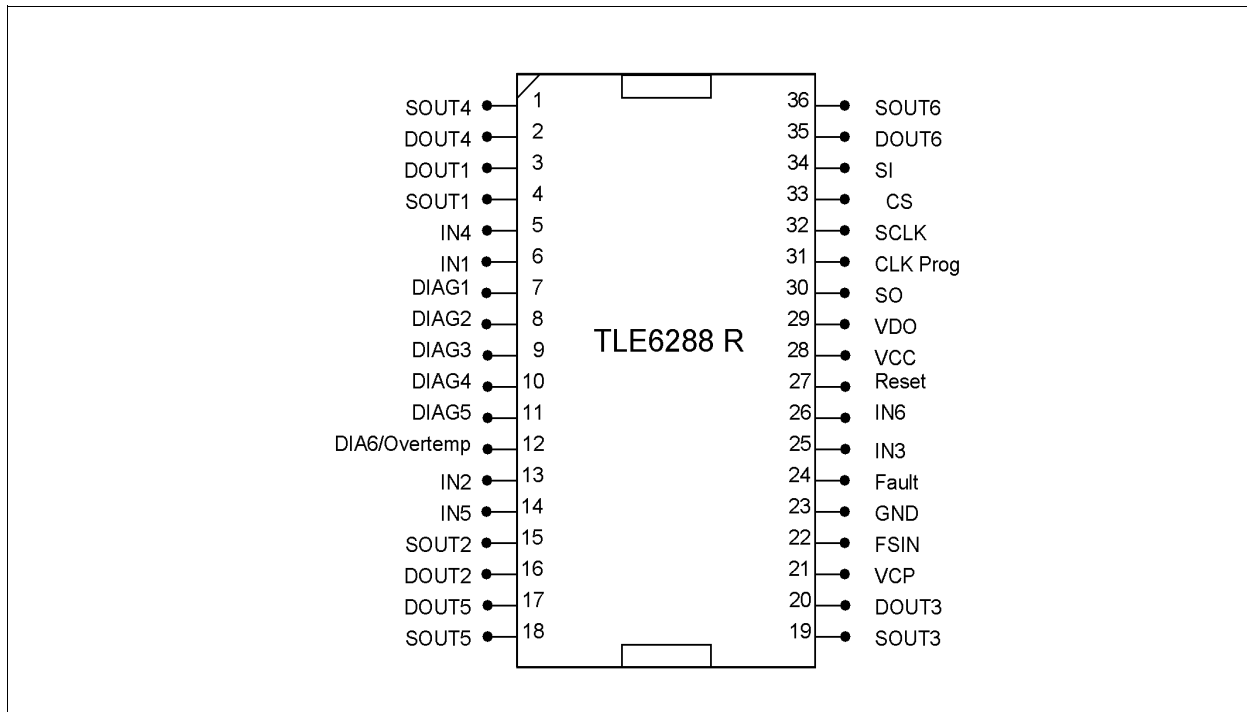 SOUT4 1 36 SOUT6
DOUT4 2 35 DOUT6
DOUT1 3 34 SI
SOUT1 4 33 CS
IN4 5 32 SCLK
IN1 6 31 CLK Prog
DIAG1 7 30 SO
DIAG2 8 29 VDO
TLE6288 R
DIAG3 9 28 VCC
DIAG4 10 27 Reset
DIAG5 11 26 IN6
DIA6/Overtemp 12 25 IN3
IN2 13 24 Fault
IN5 14 23 GND
SOUT2 15 22 FSIN
DOUT2 16 21 VCP
DOUT5 17 20 DOUT3
SOUT5 18 19 SOUT3